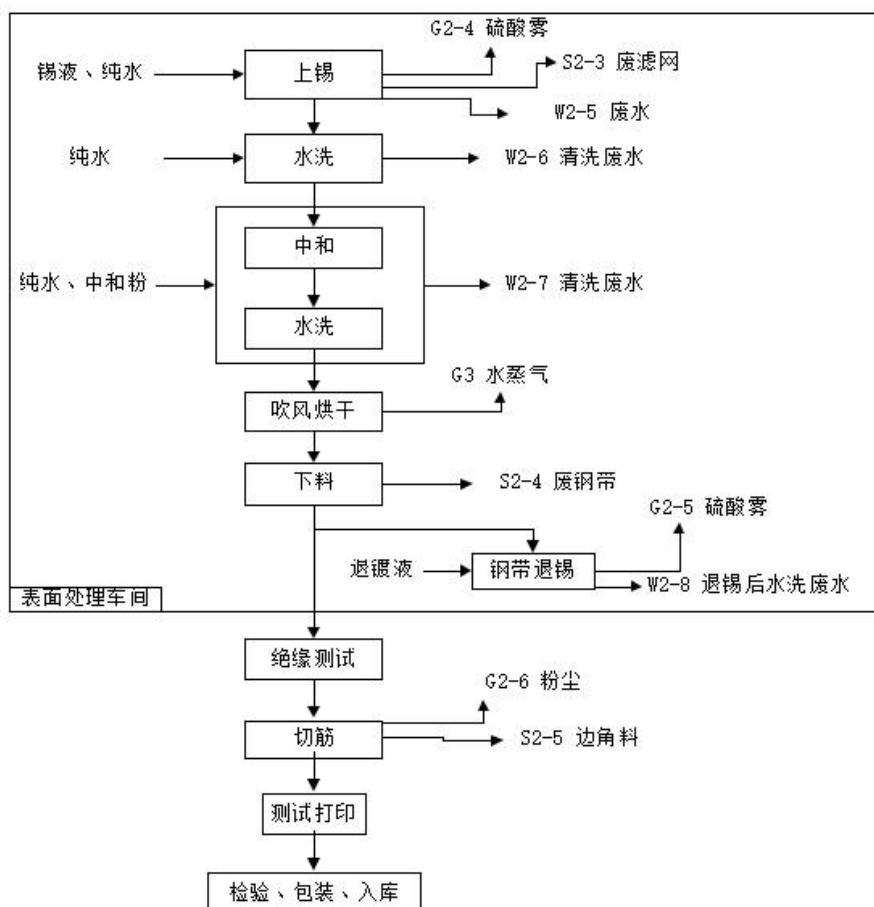 G2-4 硫酸雾
锡液、纯水
上锡
S2-3 废滤网
W2-5 废水
纯水
水洗
W2-6 清洗废水
中和
纯水、中和粉
W2-7 清洗废水
水洗
G3 水蒸气
吹风烘干
下料
S2-4 废钢带
G2-5 硫酸雾
退镀液
钢带退锡
W2-8 退锡后水洗废水
表面处理车间
绝缘测试
G2-6 粉尘
切筋
S2-5 边角料
测试打印
检验、包装、入库